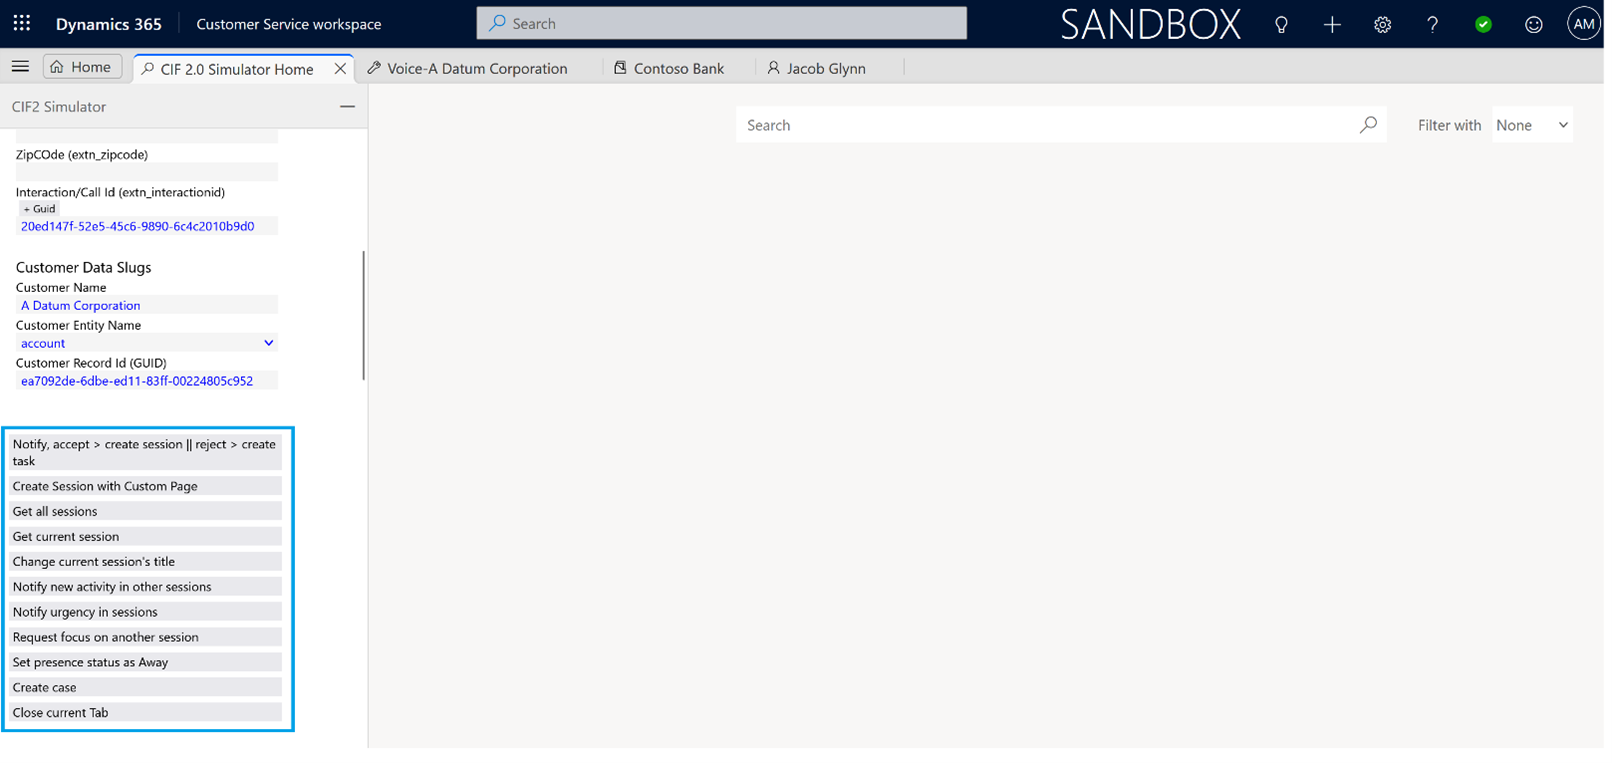 Dynamics 365 Customer Service workspace Search SANDBOX ? AM
Home CIF 2.0 Simulator Home Voice-A Datum Corporation Contoso Bank Jacob Glynn
CIF2 Simulator
Search Filter with None
ZipCOde (extn_zipcode)
Interaction/Call Id (extn_interactionid)
+ Guid
20ed147f-52e5-45c6-9890-6c4c2010b9d0
Customer Data Slugs
Customer Name
A Datum Corporation
Customer Entity Name
account
Customer Record Id (GUID)
ea7092de-6dbe-ed11-83ff-00224805c952
Notify, accept > create session || reject > create
task
Create Session with Custom Page
Get all sessions
Get current session
Change current session's title
Notify new activity in other sessions
Notify urgency in sessions
Request focus on another session
Set presence status as Away
Create case
Close current Tab